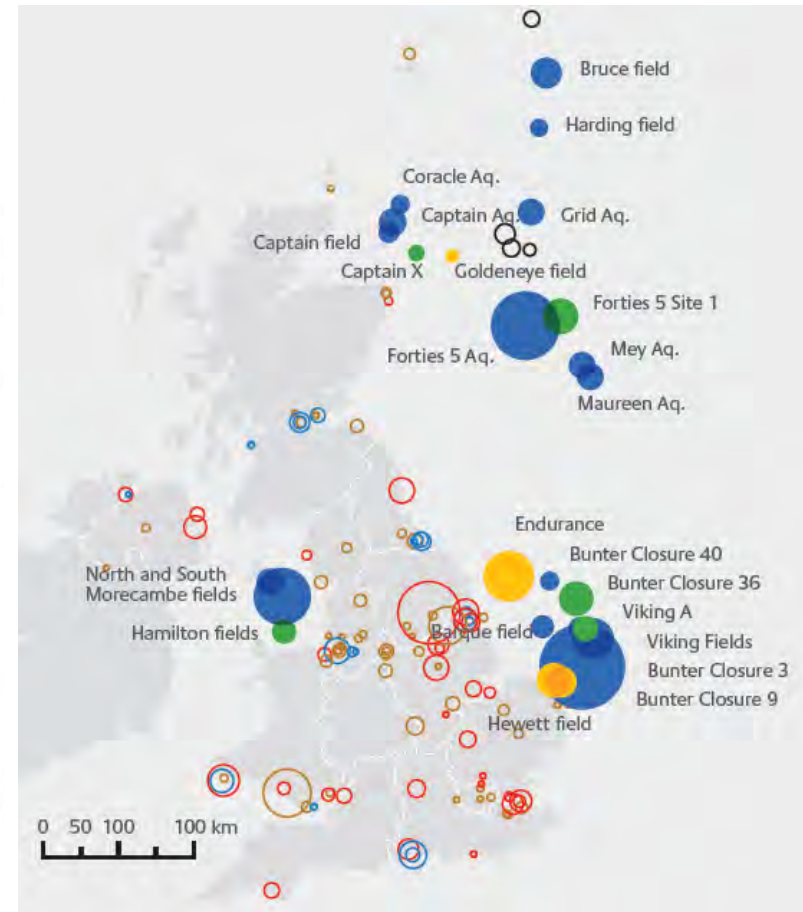 Bruce field
Harding field
Coracle Aq.
Captain Aq.
Grid Aq.
Captain field
Captain X
Goldeneye field
Forties 5 Site 1
Forties 5 Aq.
Mey Aq.
Maureen Aq.
Endurance
Bunter Closure 40
Bunter Closure 36
North and South
Morecambe fields
Viking A
Hamilton fields
Barque field
Viking Fields
Bunter Closure 3
Bunter Closure 9
Hewett field
0 50 100 100 km